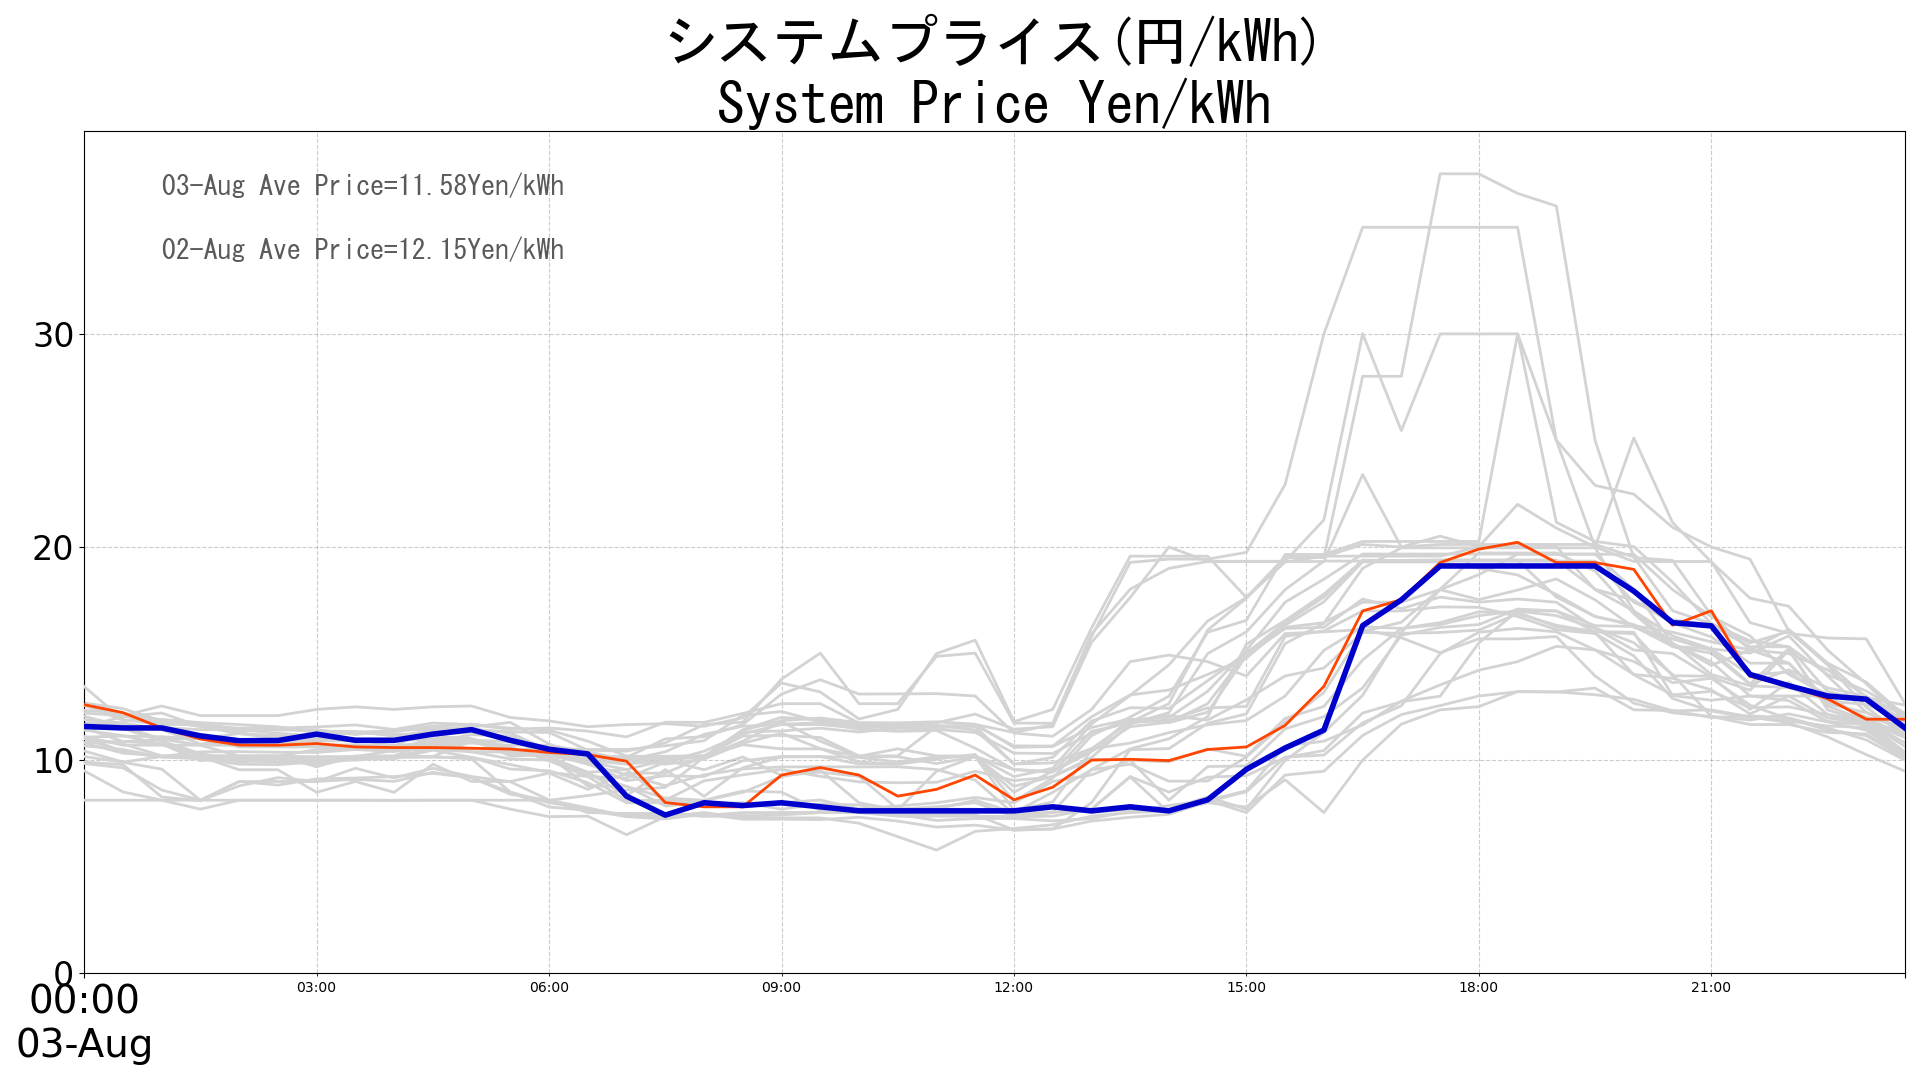 システムプライス(円/kWh)
System Price Yen/kWh
03-Aug Ave Price=11.58Yen/kWh
02-Aug Ave Price=12.15Yen/kWh
30
20
10
0
00:00
03:00
06:00
09:00
12:00
15:00
18:00
21:00
03-Aug